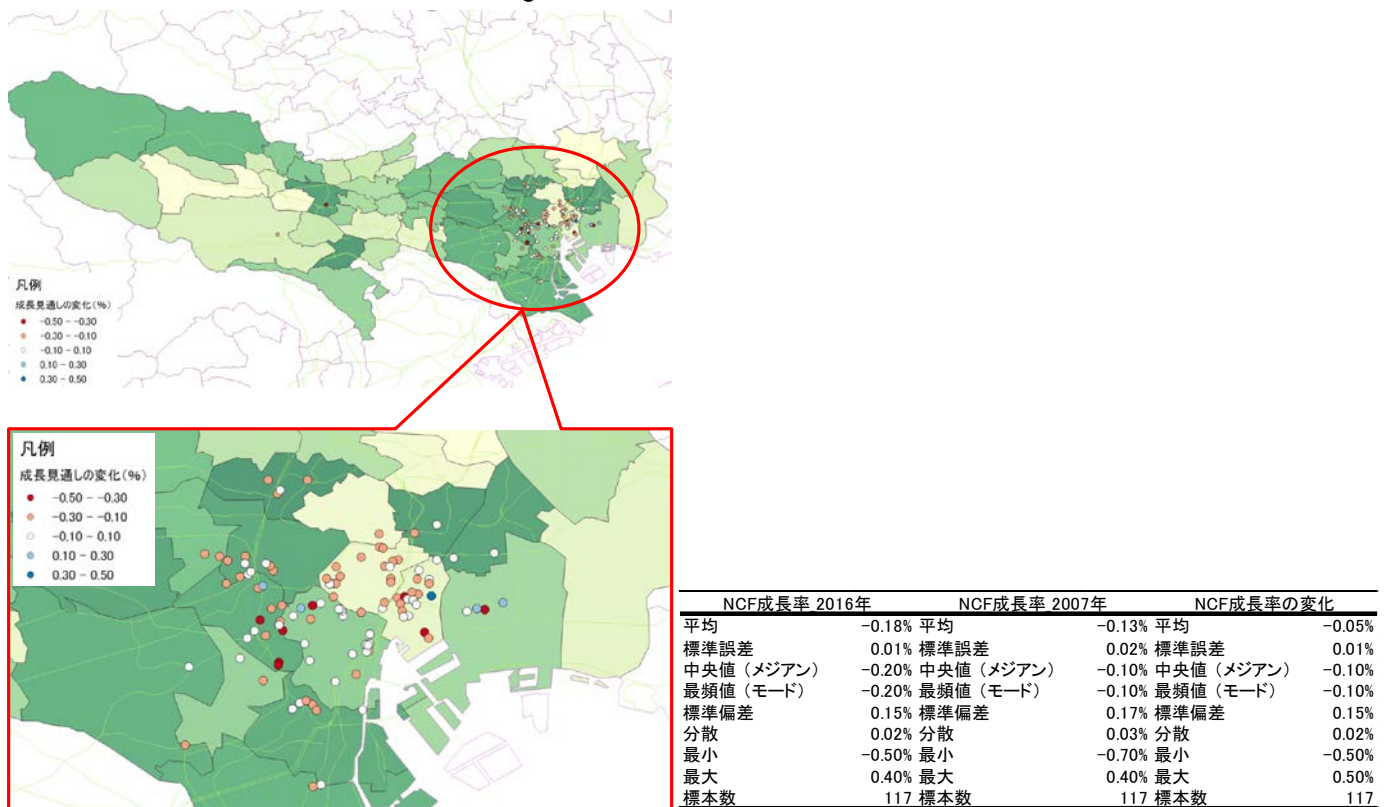 g
凡例
成長見通しの変化(%)
-0.50 - -0.30
-0.30 - -0.10
-0.10 - 0.10
0.10 - 0.30
0.30 - 0.50
凡例
成長見通しの変化(%)
-0.50 - -0.30
-0.30 - -0.10
-0.10 - 0.10
0.10 - 0.30
0.30 - 0.50
NCF成長率 2016年 NCF成長率 2007年 NCF成長率の変化
平均 -0.18% 平均 -0.13% 平均 -0.05%
標準誤差 0.01% 標準誤差 0.02% 標準誤差 0.01%
中央値 (メジアン) -0.20% 中央値 (メジアン) -0.10% 中央値 (メジアン) -0.10%
最頻値 (モード) -0.20% 最頻値 (モード) -0.10% 最頻値 (モード) -0.10%
標準偏差 0.15% 標準偏差 0.17% 標準偏差 0.15%
分散 0.02% 分散 0.03% 分散 0.02%
最小 -0.50% 最小 -0.70% 最小 -0.50%
最大 0.40% 最大 0.40% 最大 0.50%
標本数 117 標本数 117 標本数 117